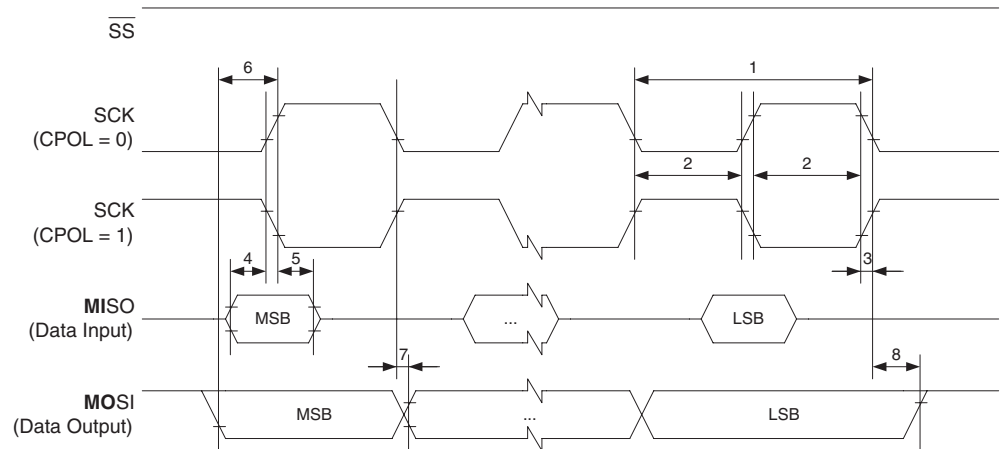 SS
6
1
SCK
(CPOL = 0)
2
2
SCK
(CPOL = 1)
4
5
3
MISO
(Data Input)
MSB
...
LSB
7
8
MOSI
(Data Output)
MSB
...
LSB